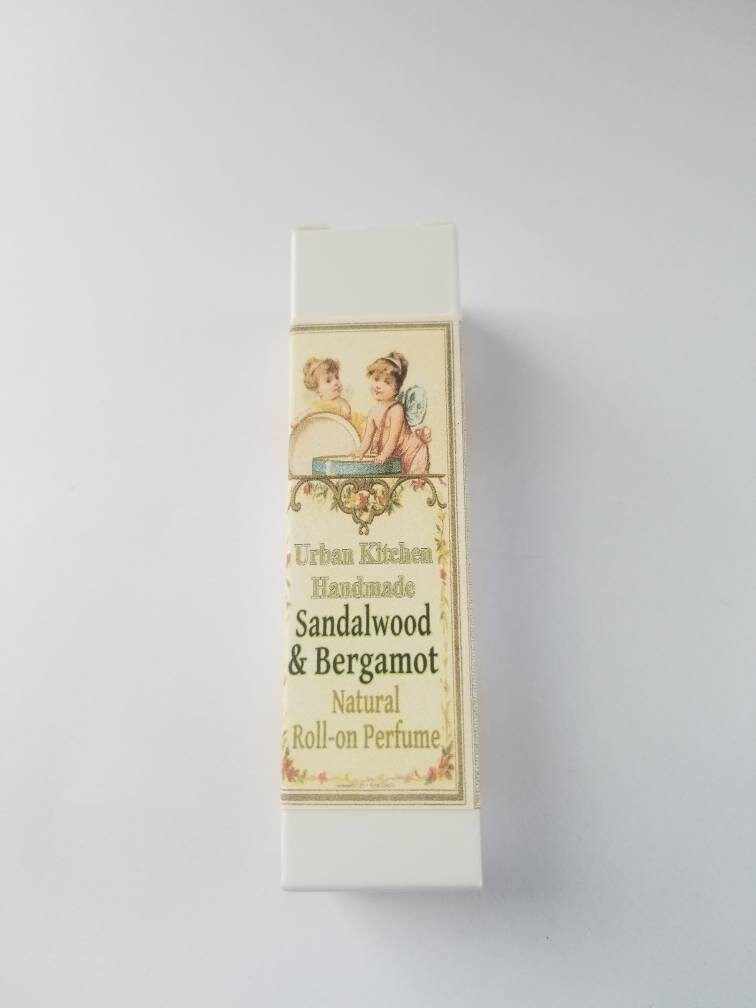 Urban Kitchen
Handmade
Sandalwood
& Bergamot
Natural
Roll-on Perfume